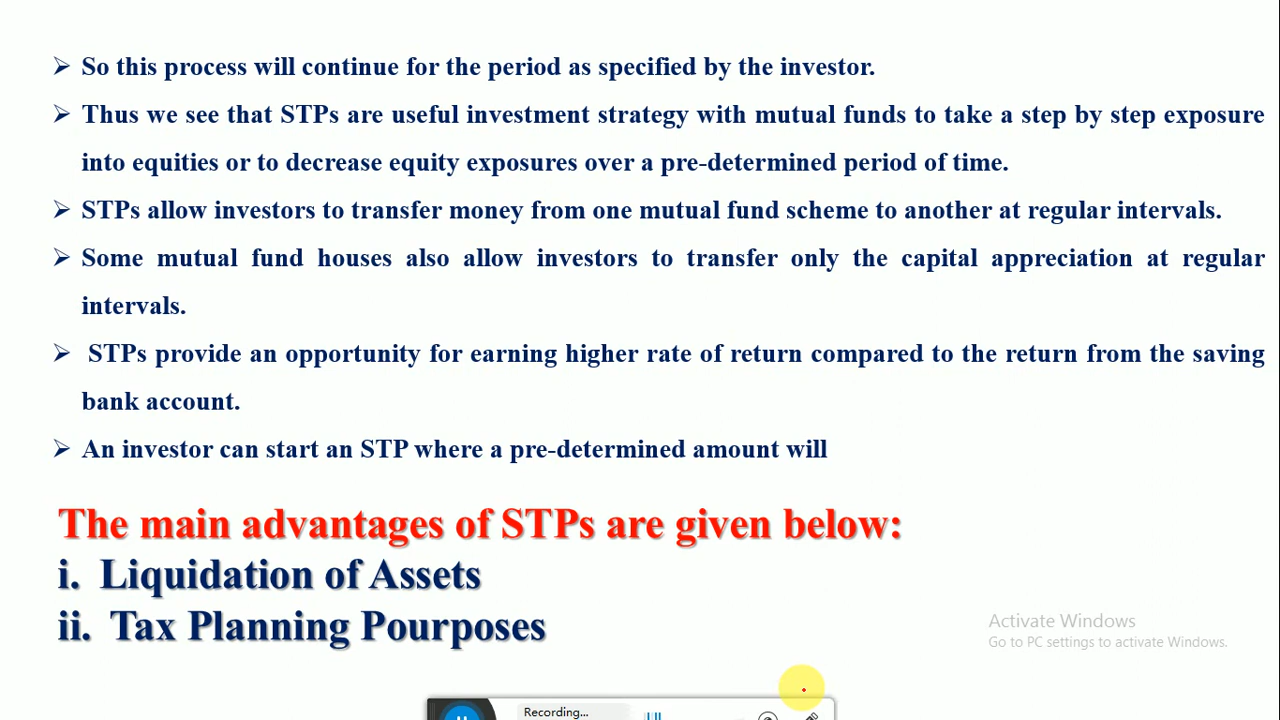 ➢ So this process will continue for the period as specified by the investor.
➢ Thus we see that STPs are useful investment strategy with mutual funds to take a step by step exposure
into equities or to decrease equity exposures over a pre-determined period of time.
➢ STPs allow investors to transfer money from one mutual fund scheme to another at regular intervals.
➢ Some mutual fund houses also allow investors to transfer only the capital appreciation at regular
intervals.
➢ STPs provide an opportunity for earning higher rate of return compared to the return from the saving
bank account.
➢ An investor can start an STP where a pre-determined amount will
The main advantages of STPs are given below:
i. Liquidation of Assets
ii. Tax Planning Pourposes
Activate Windows
Go to PC settings to activate Windows.
Recording...